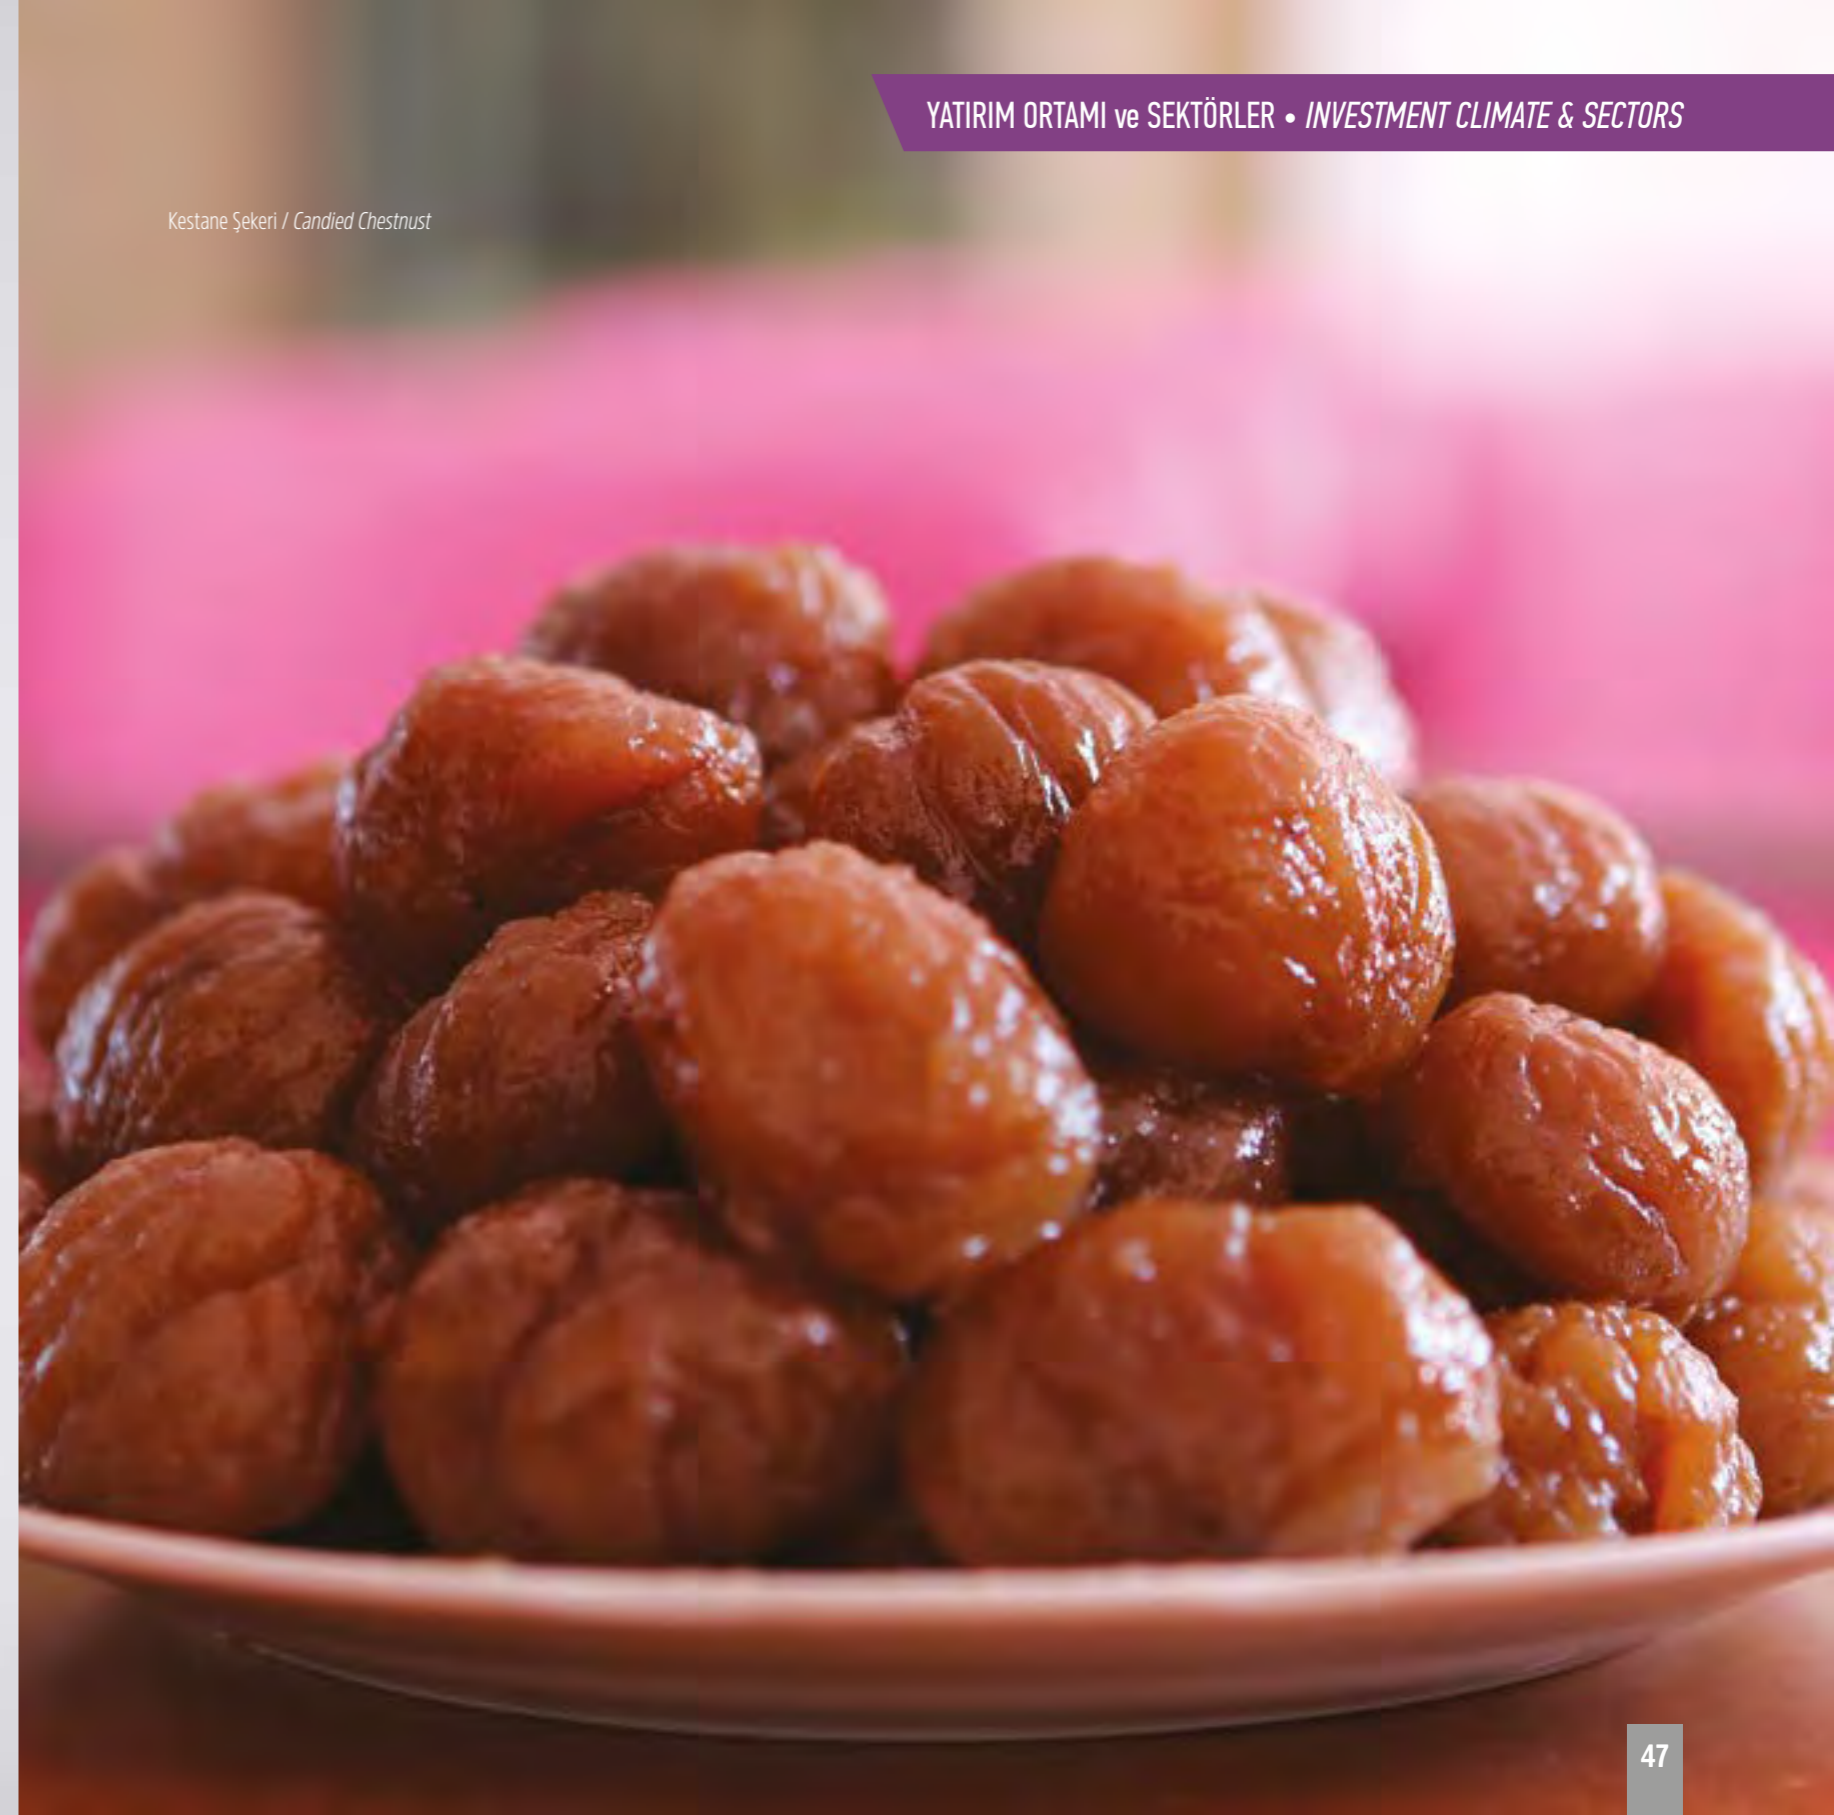 YATIRIM ORTAMI ve SEKTÖRLER • INVESTMENT CLIMATE & SECTORS
Kestane Şekeri / Candied Chestnust
47